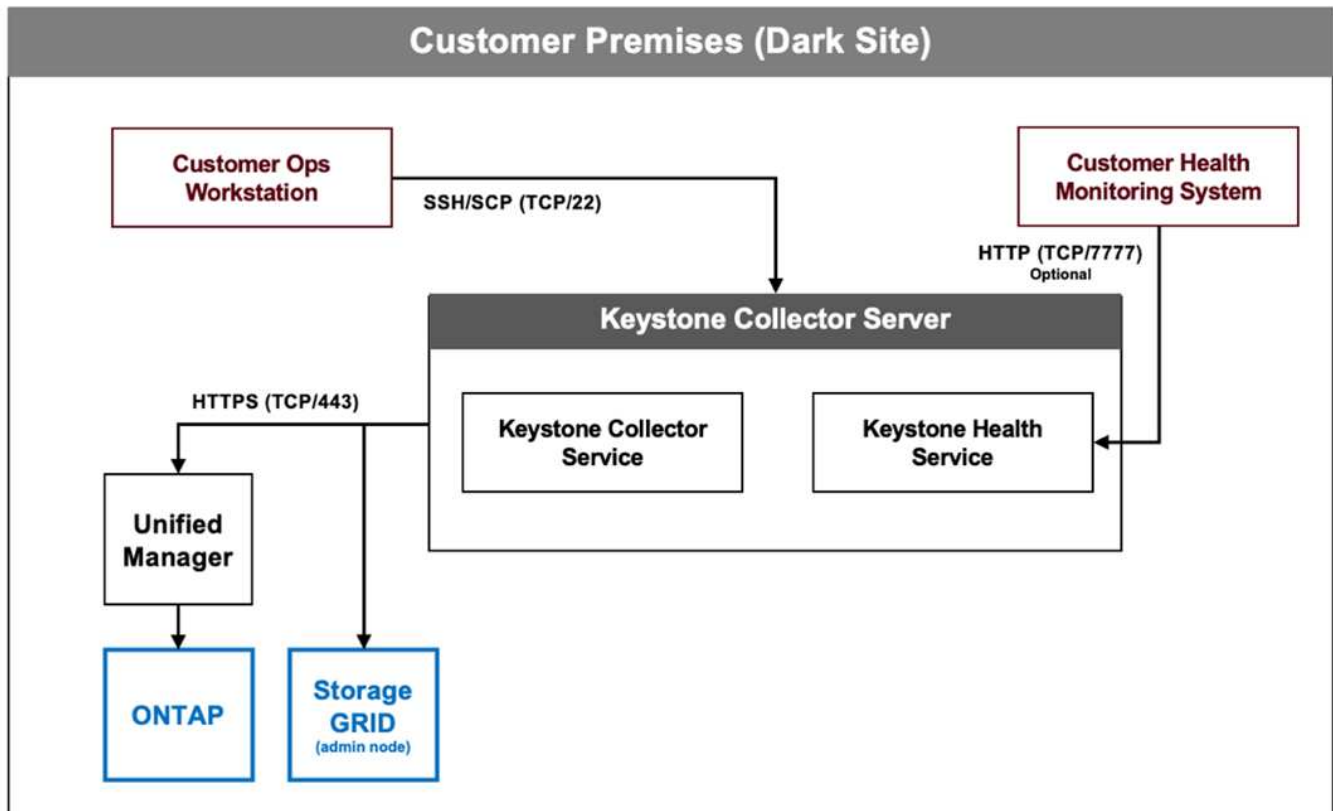 Customer Premises (Dark Site)
Customer Ops
Workstation
SSH/SCP (TCP/22)
Customer Health
Monitoring System
HTTP (TCP/7777)
Optional
Keystone Collector Server
Keystone Collector
Service
Keystone Health
Service
HTTPS (TCP/443)
Unified
Manager
ONTAP
Storage
GRID
(admin node)